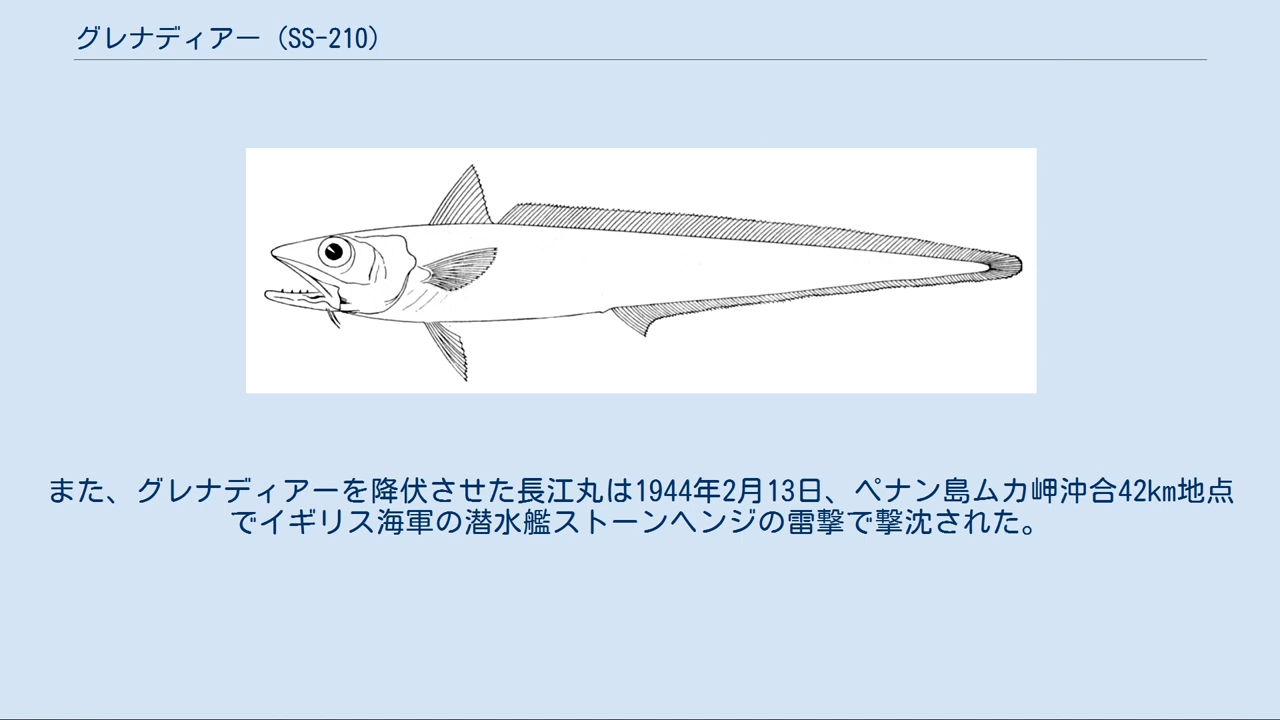 グレナディアー（SS-210）
また、グレナディアーを降伏させた長江丸は1944年2月13日、ペナン島ムカ岬沖合42km地点
でイギリス海軍の潜水艦ストーンヘンジの雷撃で撃沈された。